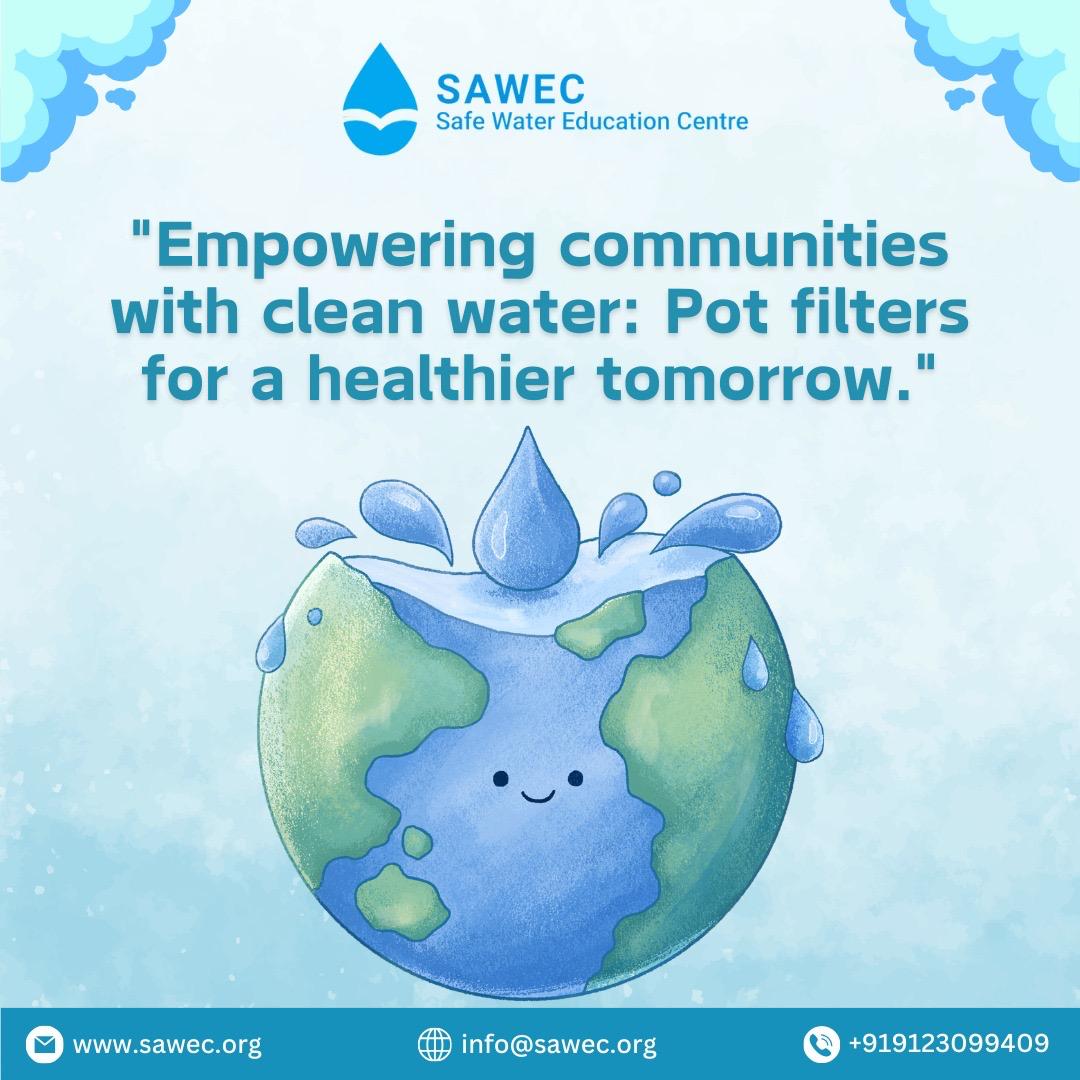 SAWEC
Safe Water Education Centre
"Empowering communities
with clean water: Pot filters
for a healthier tomorrow."
www.sawec.org
info@sawec.org
+919123099409